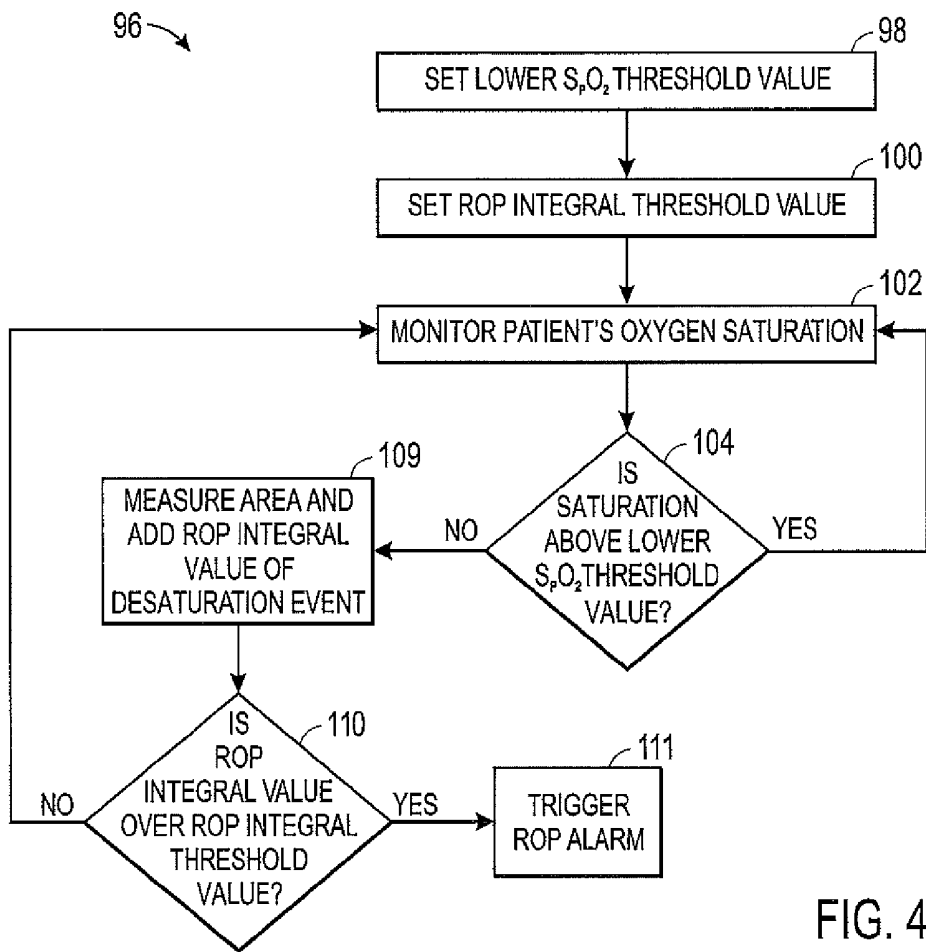 96
98
SET LOWER SₚO₂ THRESHOLD VALUE
100
SET ROP INTEGRAL THRESHOLD VALUE
102
MONITOR PATIENT'S OXYGEN SATURATION
104
IS
SATURATION
ABOVE LOWER
SₚO₂THRESHOLD
VALUE?
NO
YES
109
MEASURE AREA AND
ADD ROP INTEGRAL
VALUE OF
DESATURATION EVENT
110
IS
ROP
INTEGRAL VALUE
OVER ROP INTEGRAL
THRESHOLD
VALUE?
NO
YES
111
TRIGGER
ROP ALARM
FIG. 4